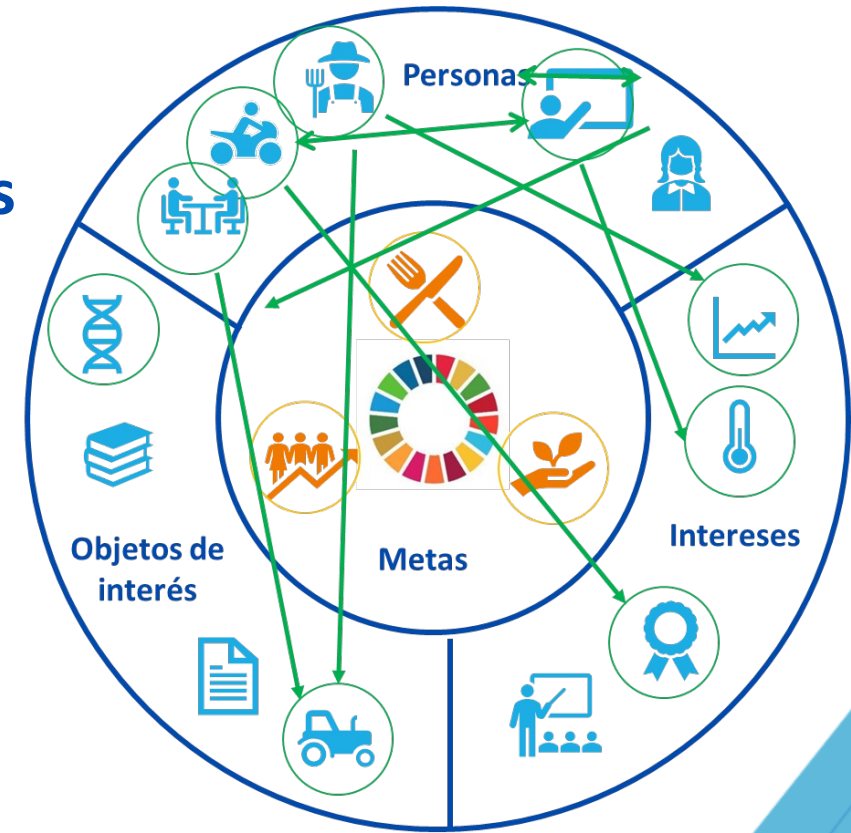 Personas
s
Objetos de
interés
Metas
Intereses